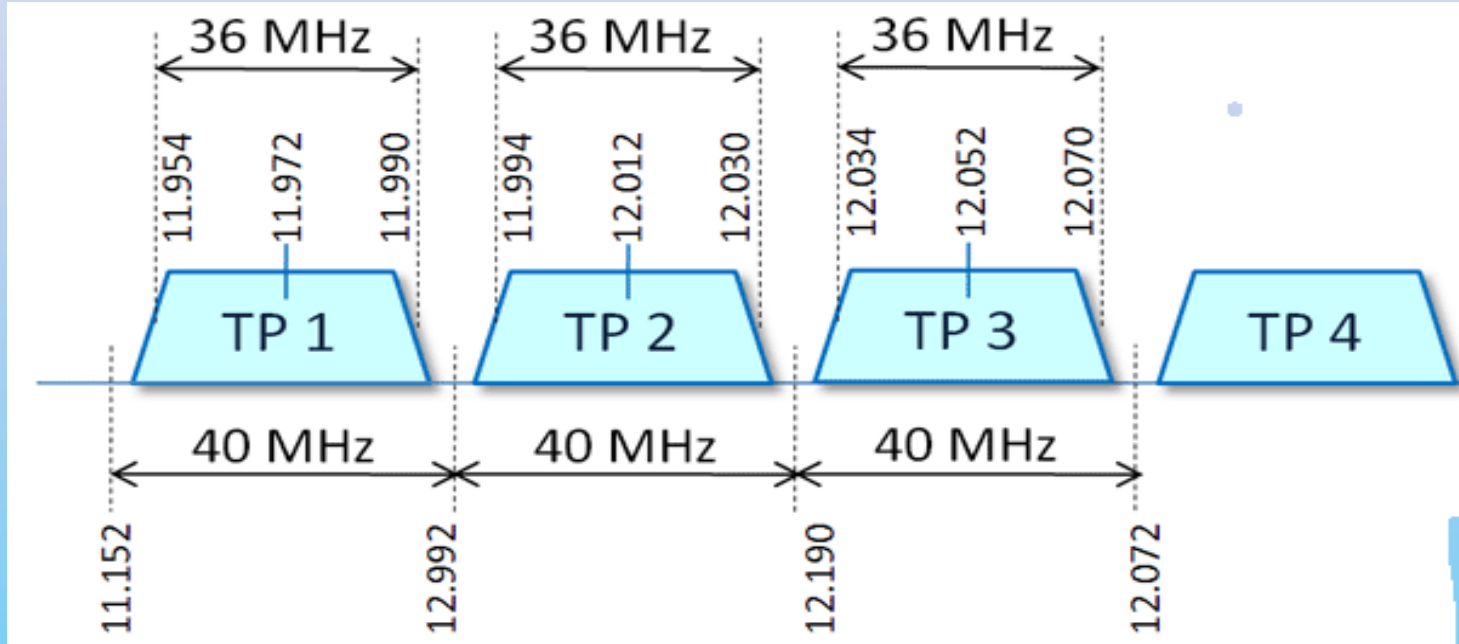 36 MHz 36 MHz 36 MHz
11.954 11.972 11.990 11.994 12.012 12.030 12.034 12.052 12.070
TP 1 TP 2 TP 3 TP 4
40 MHz 40 MHz 40 MHz
11.152 12.992 12.190 12.072